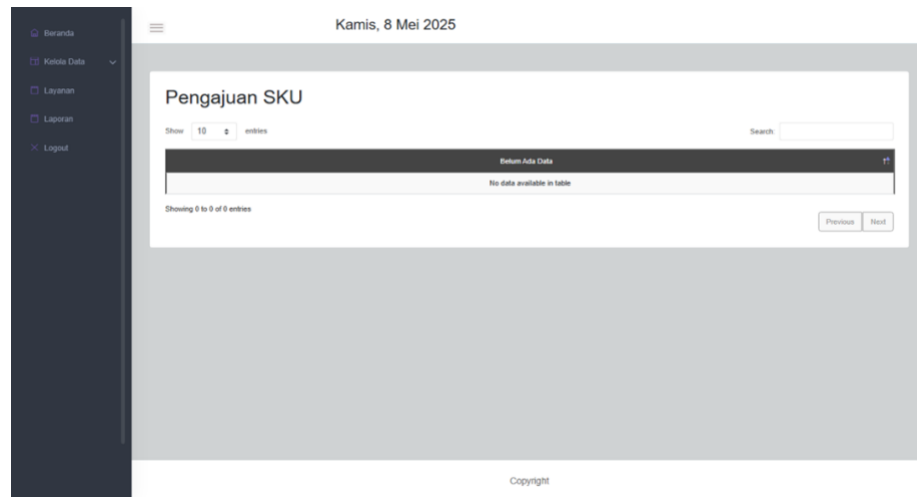 Beranda
Kelola Data
Layanan
Laporan
Logout
Kamis, 8 Mei 2025
Pengajuan SKU
Show 10 entries
Search:
Belum Ada Data
No data available in table
Showing 0 to 0 of 0 entries
Previous Next
Copyright